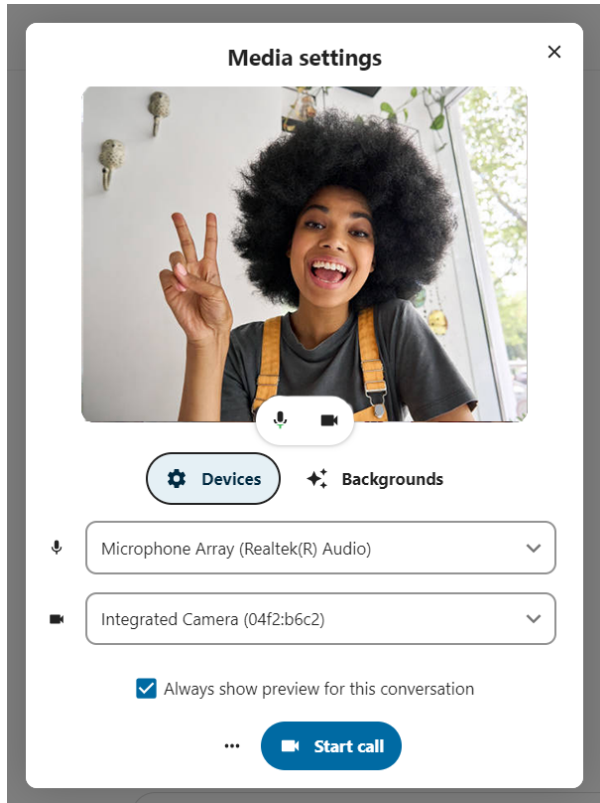 Media settings
Devices
Backgrounds
Microphone Array (Realtek(R) Audio)
Integrated Camera (04f2:b6c2)
Always show preview for this conversation
Start call